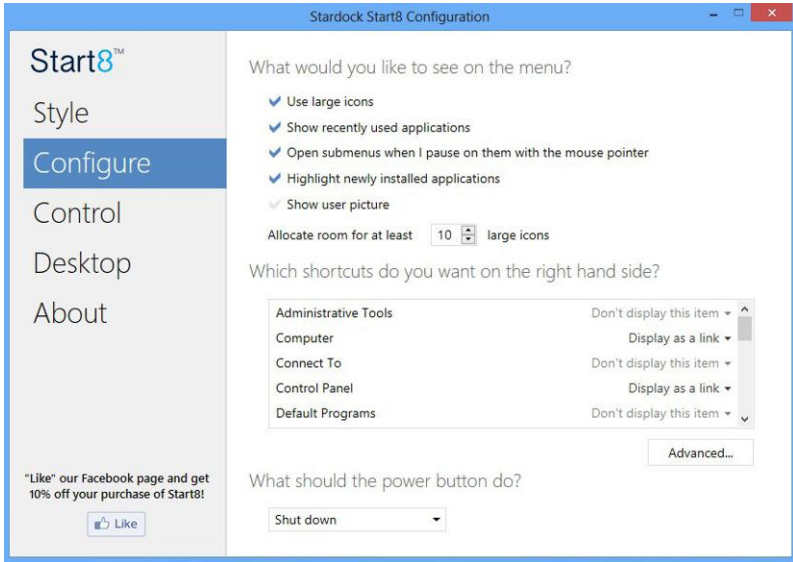 Stardock Start8 Configuration
Start8™
Style
Configure
Control
Desktop
About
"Like" our Facebook page and get
10% off your purchase of Start8!
Like
What would you like to see on the menu?
Use large icons
Show recently used applications
Open submenus when I pause on them with the mouse pointer
Highlight newly installed applications
Show user picture
Allocate room for at least 10 large icons
Which shortcuts do you want on the right hand side?
Administrative Tools Don't display this item
Computer Display as a link
Connect To Don't display this item
Control Panel Display as a link
Default Programs Don't display this item
Advanced...
What should the power button do?
Shut down